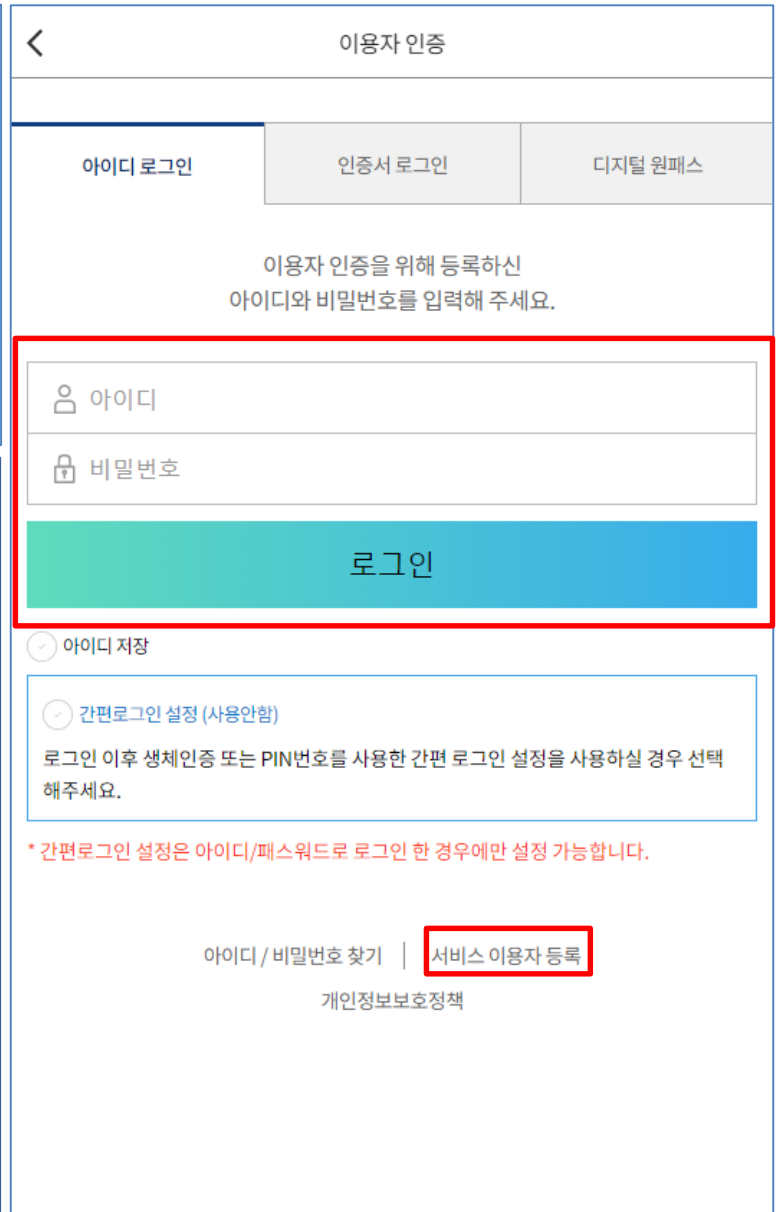 이용자 인증
아이디 로그인
인증서 로그인
디지털 원패스
이용자 인증을 위해 등록하신
아이디와 비밀번호를 입력해 주세요.
아이디
비밀번호
로그인
아이디 저장
간편로그인 설정 (사용안함)
로그인 이후 생체인증 또는 PIN번호를 사용한 간편 로그인 설정을 사용하실 경우 선택
해주세요.
* 간편로그인 설정은 아이디/패스워드로 로그인 한 경우에만 설정 가능합니다.
아이디 / 비밀번호 찾기 | 서비스 이용자 등록
개인정보보호정책